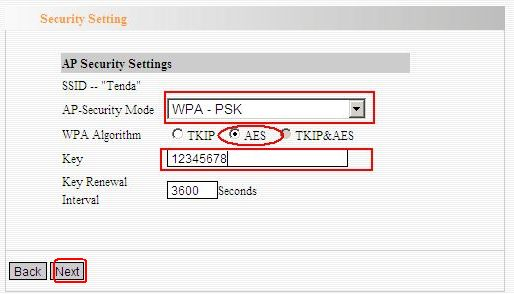 Security Setting
AP Security Settings
SSID -- "Tenda"
AP-Security Mode WPA - PSK
WPA Algorithm TKIP AES TKIP&AES
Key 12345678
Key Renewal Interval 3600 Seconds
Back Next